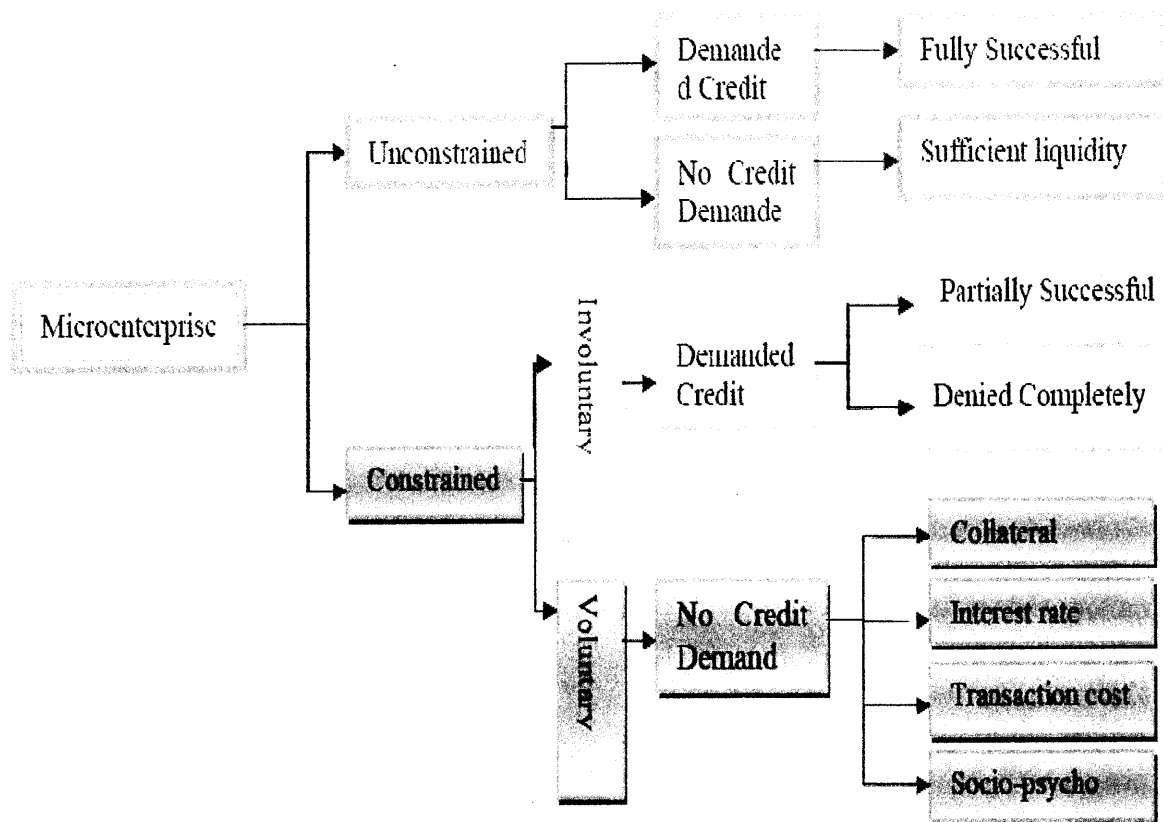 Demande
d Credit
Fully Successful
Unconstrained
No Credit
Demande
Sufficient liquidity
Microenterprise
Involuntary
Demanded
Credit
Partially Successful
Denied Completely
Constrained
Voluntary
No Credit
Demand
Collateral
Interest rate
Transaction cost
Socio-psycho